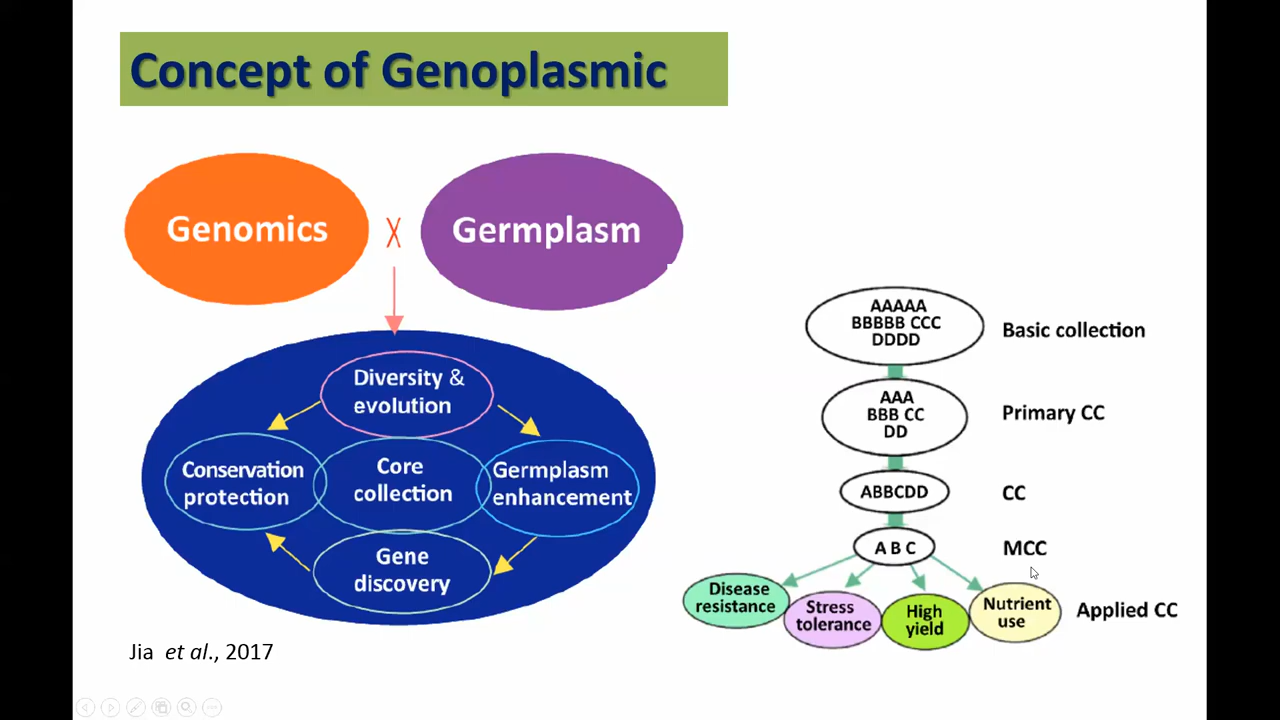 Concept of Genoplasmic
Genomics
X
Germplasm
Diversity &
evolution
Conservation
protection
Core
collection
Germplasm
enhancement
Gene
discovery
Jia et al., 2017
AAAAA
BBBBB CCC
DDDD
Basic collection
AAA
BBB CC
DD
Primary CC
ABBCDD
CC
A B C
MCC
Disease
resistance
Stress
tolerance
High
yield
Nutrient
use
Applied CC